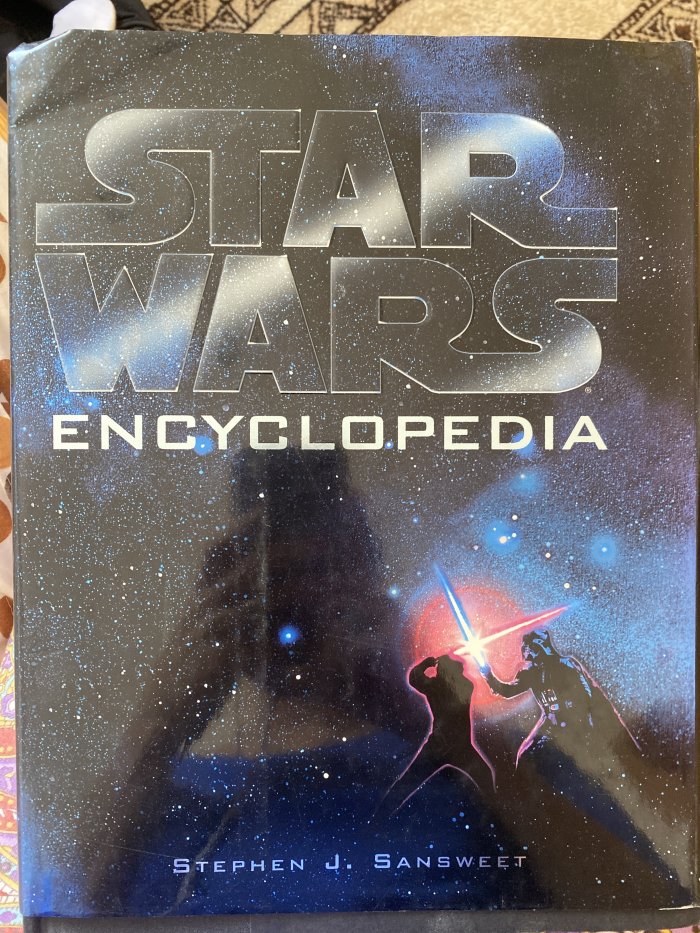 STAR
WARS®
ENCYCLOPEDIA
STEPHEN J. SANSWEET